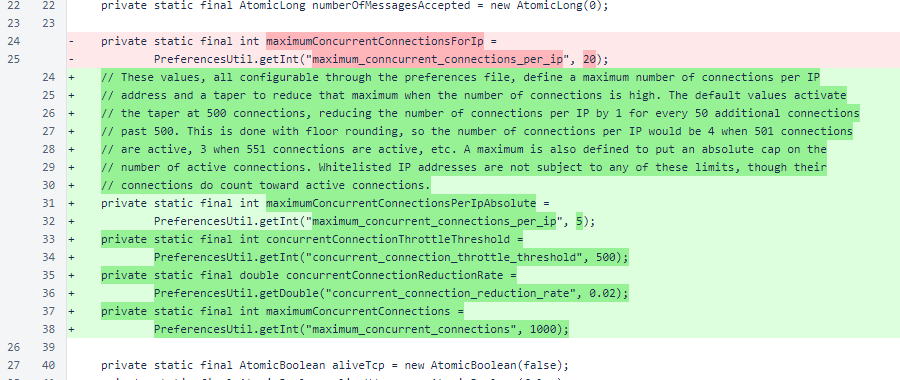 22 22 private static final AtomicLong numberOfMessagesAccepted = new AtomicLong(0);
23 23
24 - private static final int maximumConcurrentConnectionsForIp =
25 - PreferencesUtil.getInt("maximum_conncurrent_connections_per_ip", 20);
24 + // These values, all configurable through the preferences file, define a maximum number of connections per IP
25 + // address and a taper to reduce that maximum when the number of connections is high. The default values activate
26 + // the taper at 500 connections, reducing the number of connections per IP by 1 for every 50 additional connections
27 + // past 500. This is done with floor rounding, so the number of connections per IP would be 4 when 501 connections
28 + // are active, 3 when 551 connections are active, etc. A maximum is also defined to put an absolute cap on the
29 + // number of active connections. Whitelisted IP addresses are not subject to any of these limits, though their
30 + // connections do count toward active connections.
31 + private static final int maximumConcurrentConnectionsPerIpAbsolute =
32 + PreferencesUtil.getInt("maximum_concurrent_connections_per_ip", 5);
33 + private static final int concurrentConnectionThrottleThreshold =
34 + PreferencesUtil.getInt("concurrent_connection_throttle_threshold", 500);
35 + private static final double concurrentConnectionReductionRate =
36 + PreferencesUtil.getDouble("concurrent_connection_reduction_rate", 0.02);
37 + private static final int maximumConcurrentConnections =
38 + PreferencesUtil.getInt("maximum_concurrent_connections", 1000);
26 39
27 40 private static final AtomicBoolean aliveTcp = new AtomicBoolean(false);